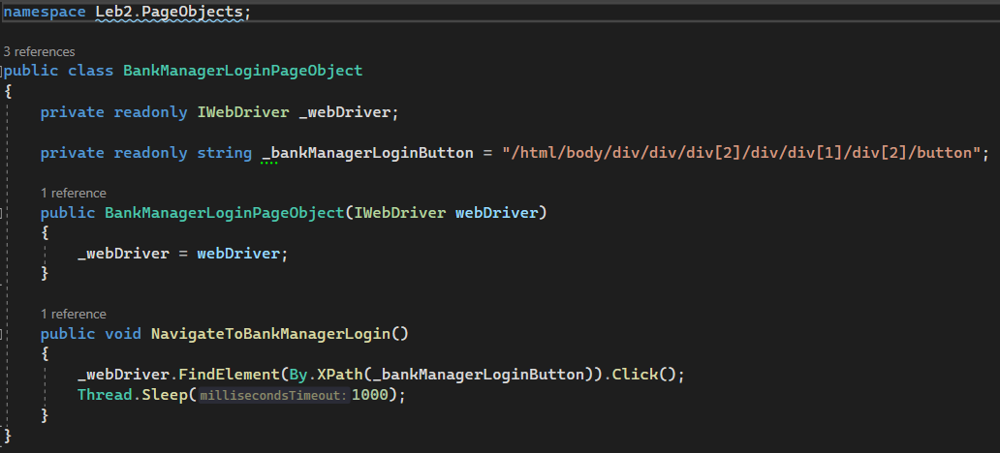 namespace Leb2.PageObjects;
3 references
public class BankManagerLoginPageObject
{
private readonly IWebDriver _webDriver;
private readonly string _bankManagerLoginButton = "/html/body/div/div/div[2]/div/div[1]/div[2]/button";
1 reference
public BankManagerLoginPageObject(IWebDriver webDriver)
{
_webDriver = webDriver;
}
1 reference
public void NavigateToBankManagerLogin()
{
_webDriver.FindElement(By.XPath(_bankManagerLoginButton)).Click();
Thread.Sleep(millisecondsTimeout: 1000);
}
}